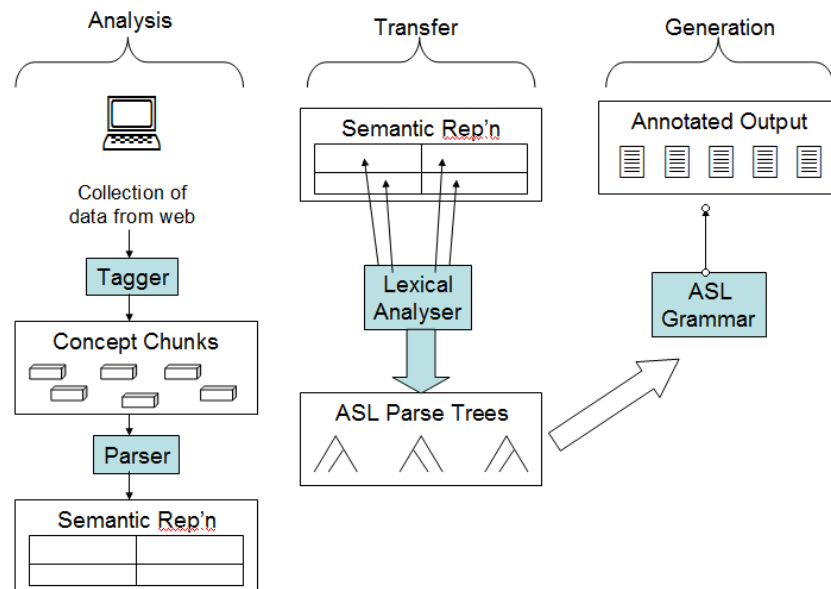 Analysis
Collection of
data from web
Tagger
Concept Chunks
Parser
Semantic Rep'n
Transfer
Semantic Rep'n
Lexical
Analyser
ASL Parse Trees
Generation
Annotated Output
ASL
Grammar